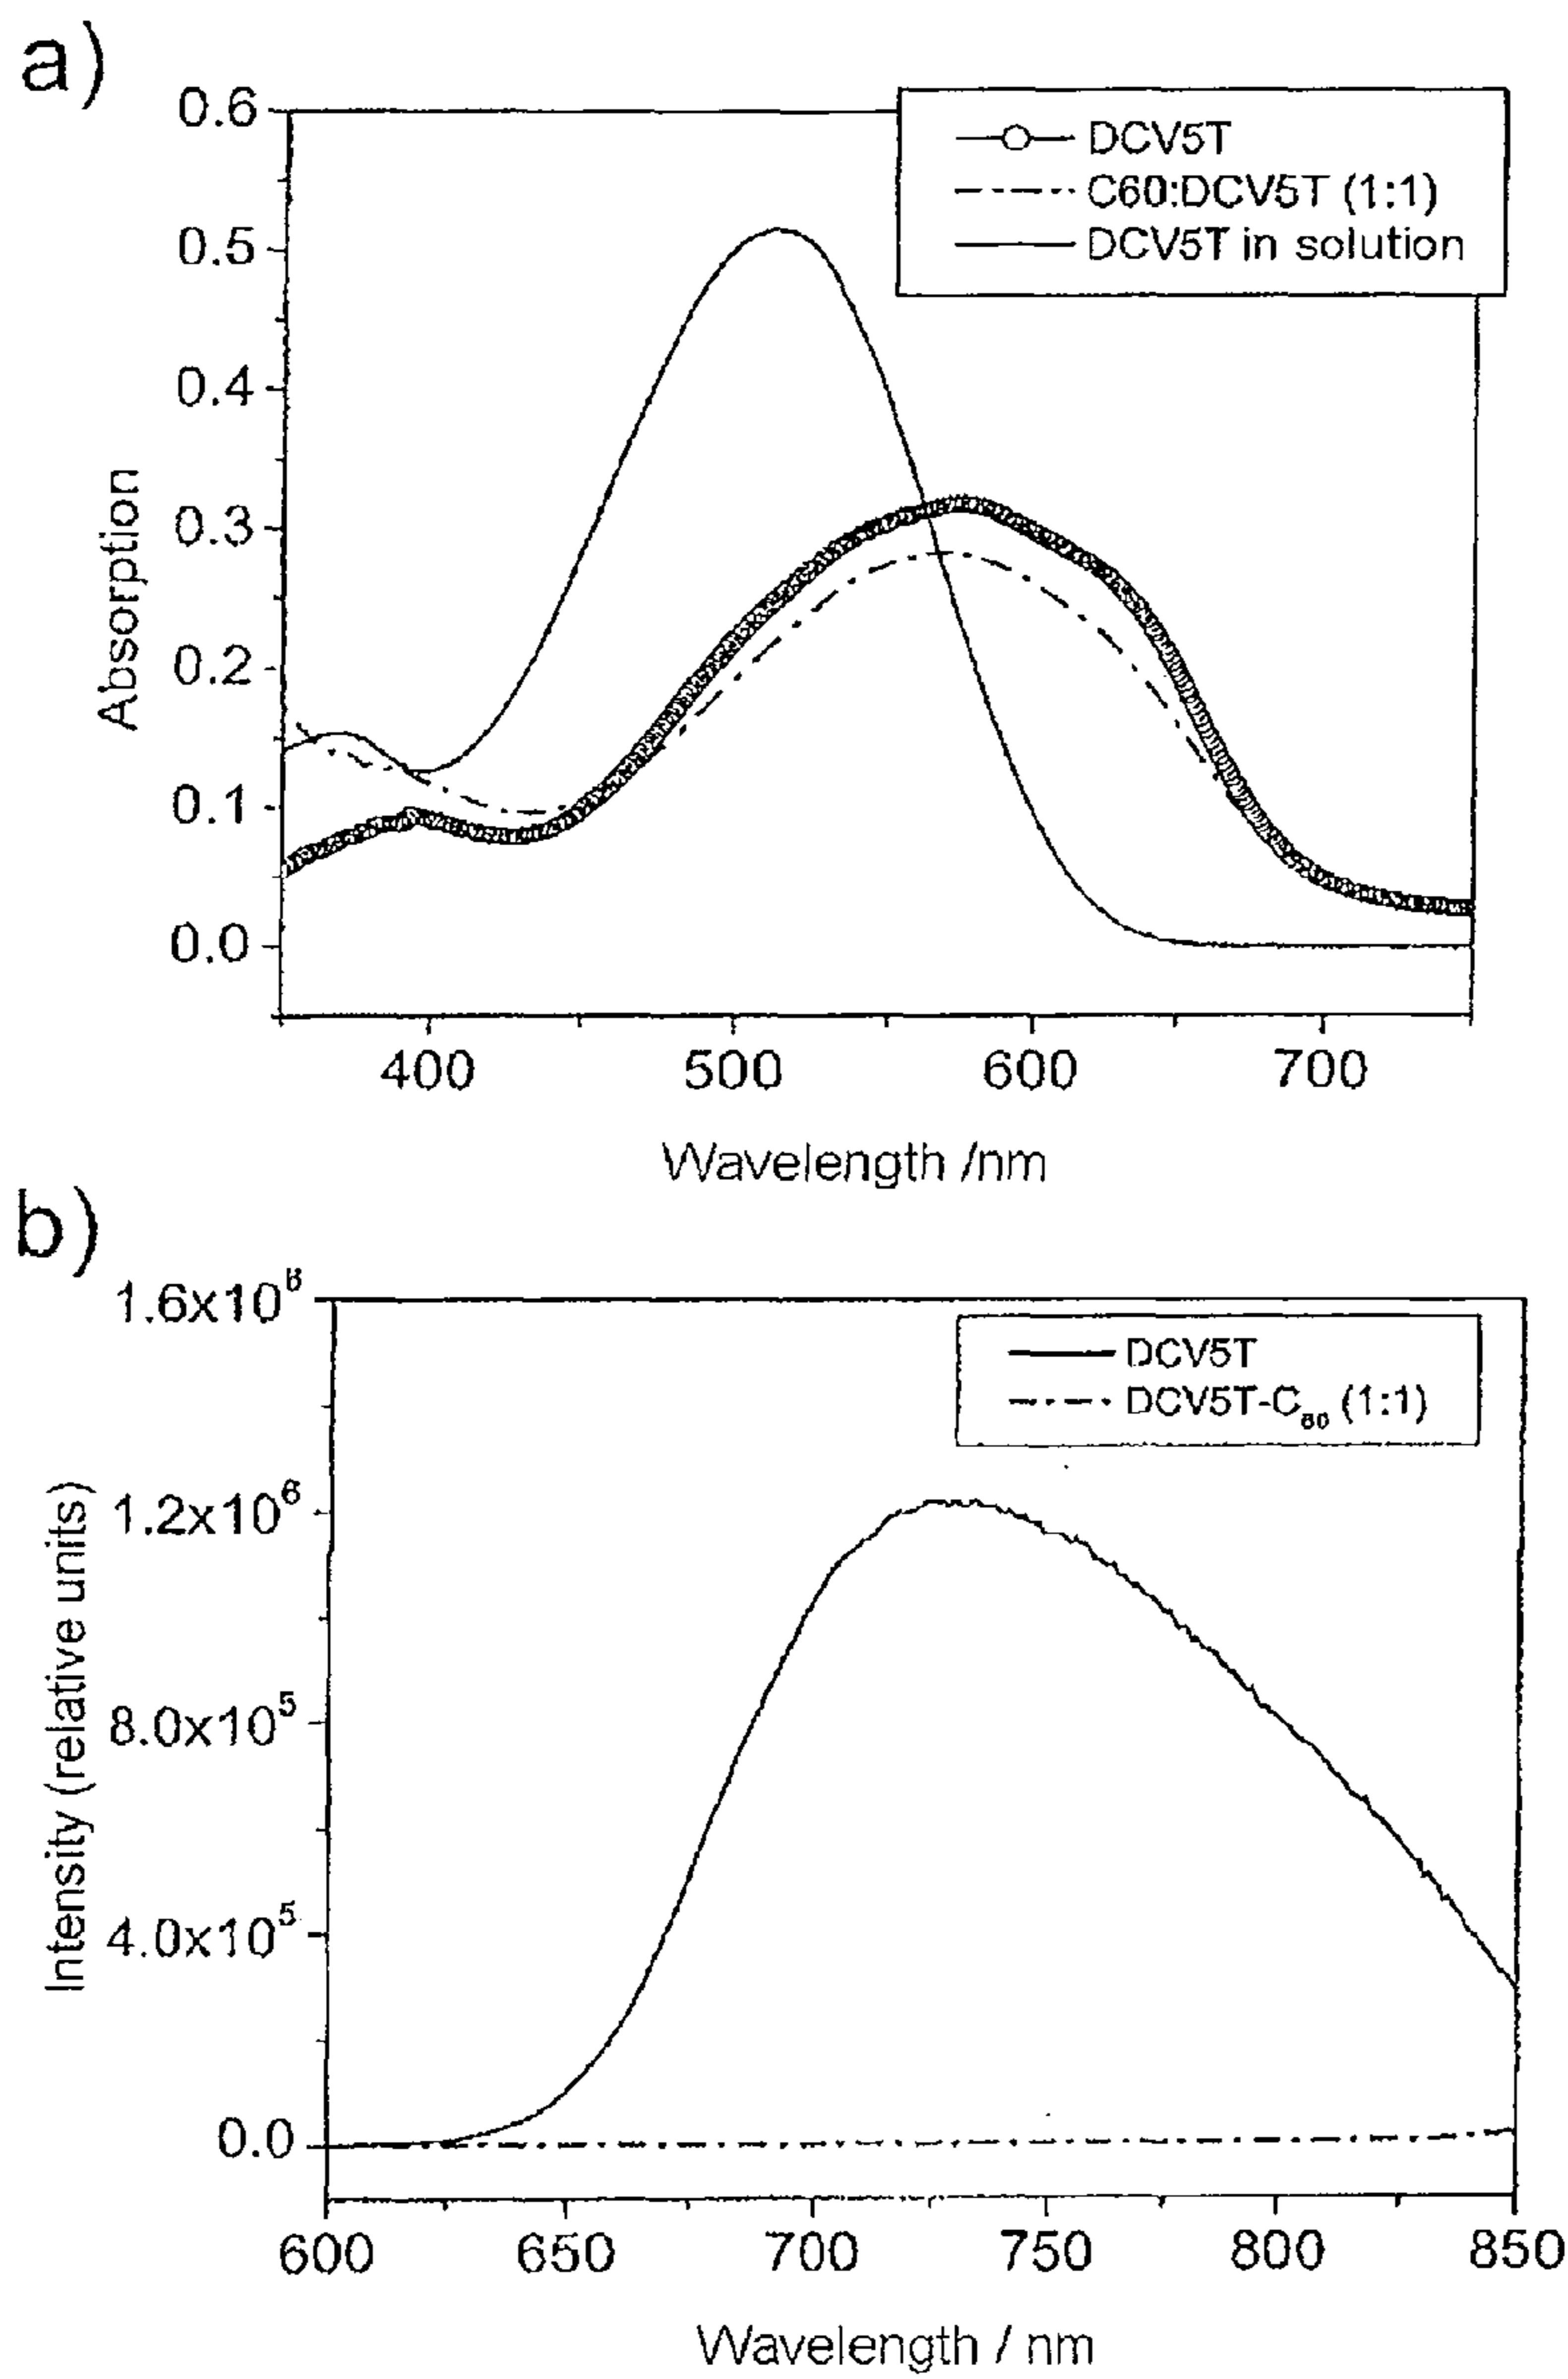 a)
0.6
0.5
0.4
0.3
0.2
0.1
0.0
Absorption
DCV5T
C60:DCV5T (1:1)
DCV5T in solution
400 500 600 700
Wavelength /nm
b)
1.6x10⁶
1.2x10⁶
8.0x10⁵
4.0x10⁵
0.0
Intensity (relative units)
DCV5T
DCV5T-C₆₀ (1:1)
600 650 700 750 800 850
Wavelength / nm